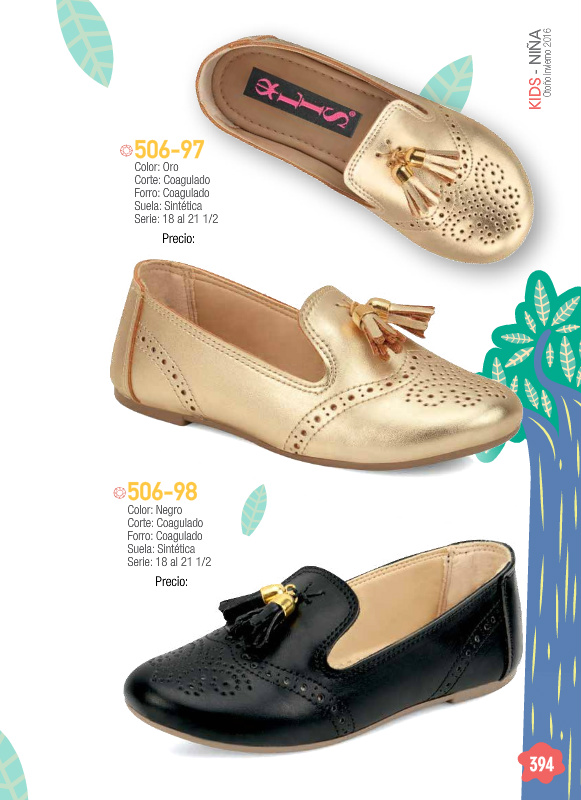 KIDS - NIÑA
Otoño Invierno 2016
LIS
506-97
Color: Oro
Corte: Coagulado
Forro: Coagulado
Suela: Sintética
Serie: 18 al 21 1/2
Precio:
506-98
Color: Negro
Corte: Coagulado
Forro: Coagulado
Suela: Sintética
Serie: 18 al 21 1/2
Precio:
394